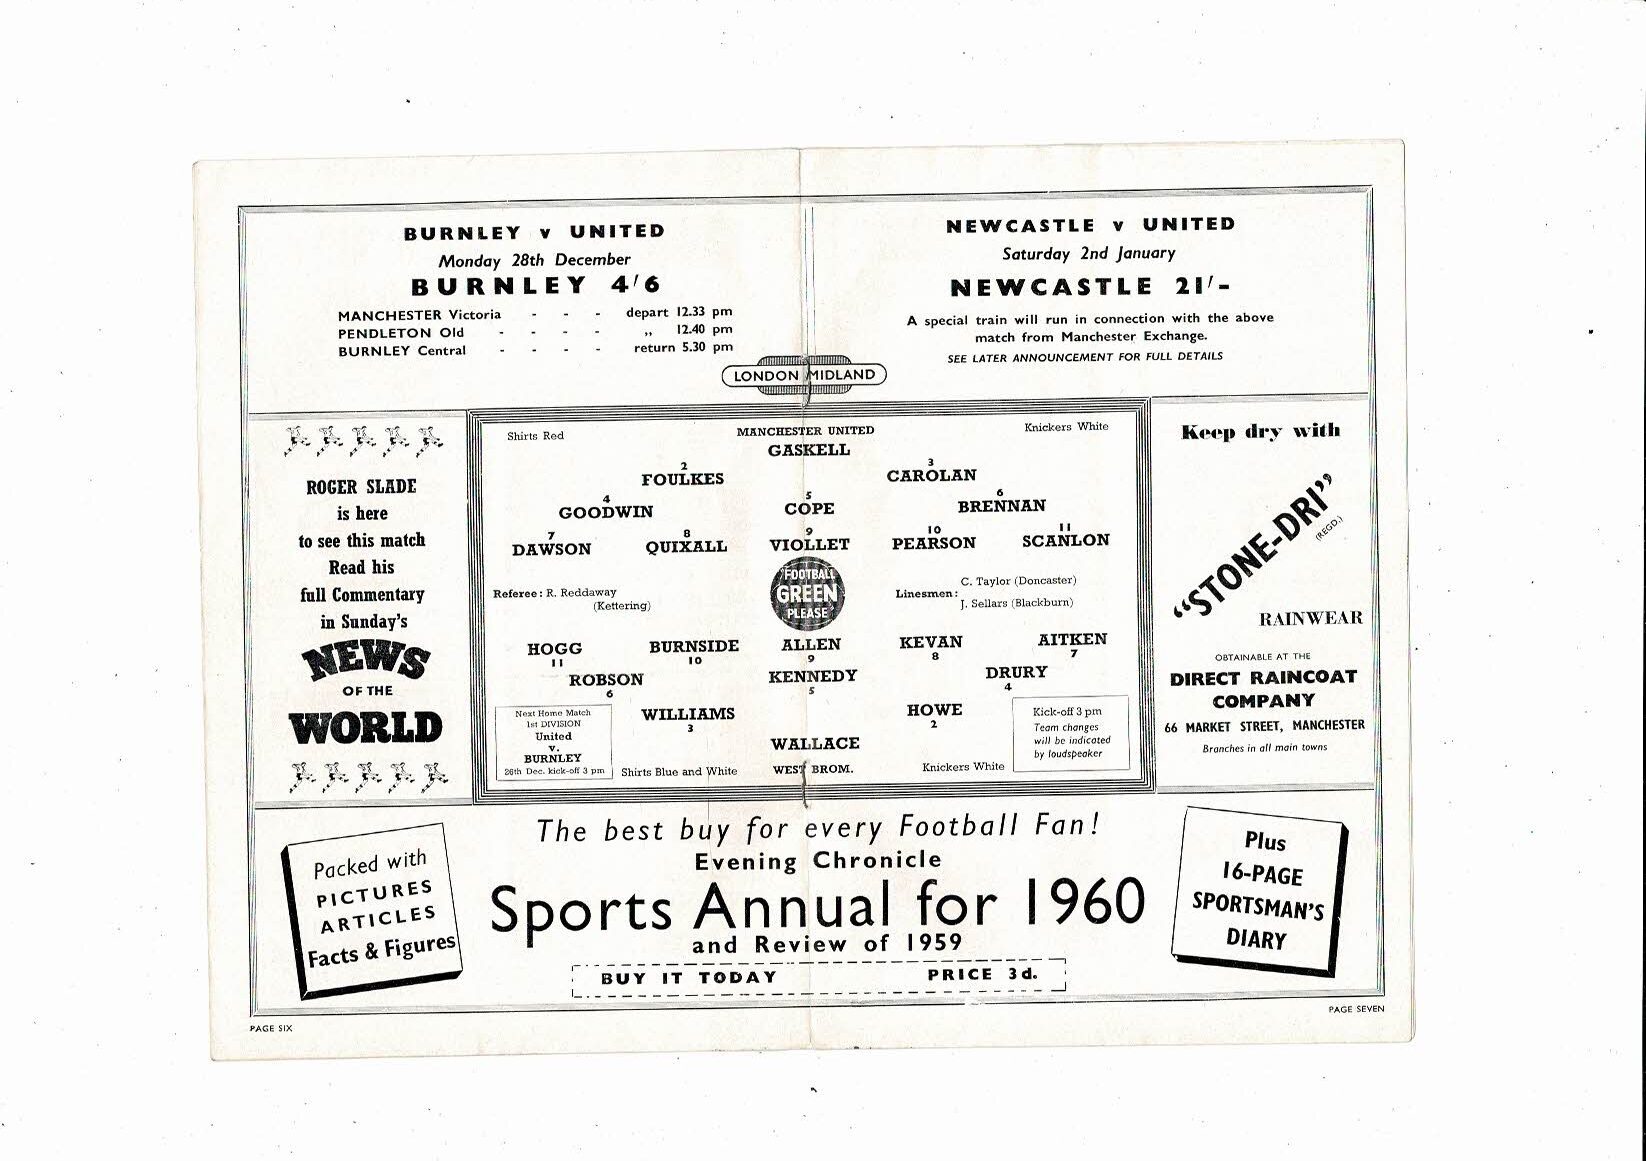 BURNLEY v UNITED
Monday 28th December
BURNLEY 4/6
MANCHESTER Victoria - - - depart 12.33 pm
PENDLETON Old - - - - ,, 12.40 pm
BURNLEY Central - - - - return 5.30 pm
NEWCASTLE v UNITED
Saturday 2nd January
NEWCASTLE 21/-
A special train will run in connection with the above
match from Manchester Exchange.
SEE LATER ANNOUNCEMENT FOR FULL DETAILS
LONDON MIDLAND
ROGER SLADE
is here
to see this match
Read his
full Commentary
in Sunday's
NEWS
OF THE
WORLD
Shirts Red
MANCHESTER UNITED
Knickers White
GASKELL
2 3
FOULKES CAROLAN
4 5 6
GOODWIN COPE BRENNAN
7 8 9 10 11
DAWSON QUIXALL VIOLLET PEARSON SCANLON
Referee: R. Reddaway
(Kettering)
FOOTBALL
GREEN
PLEASE
Linesmen:
C. Taylor (Doncaster)
J. Sellars (Blackburn)
HOGG BURNSIDE ALLEN KEVAN AITKEN
11 10 9 8 7
ROBSON KENNEDY DRURY
6 5 4
WILLIAMS HOWE
3 2
WALLACE
Next Home Match
1st DIVISION
United
v.
BURNLEY
26th Dec. kick-off 3 pm
Shirts Blue and White
WEST BROM.
Knickers White
Kick-off 3 pm
Team changes
will be indicated
by loudspeaker
Keep dry with
"STONE-DRI"
(REGD.)
RAINWEAR
OBTAINABLE AT THE
DIRECT RAINCOAT
COMPANY
66 MARKET STREET, MANCHESTER
Branches in all main towns
Packed with
PICTURES
ARTICLES
Facts & Figures
The best buy for every Football Fan!
Evening Chronicle
Sports Annual for 1960
and Review of 1959
BUY IT TODAY PRICE 3d.
Plus
16-PAGE
SPORTSMAN'S
DIARY
PAGE SIX
PAGE SEVEN